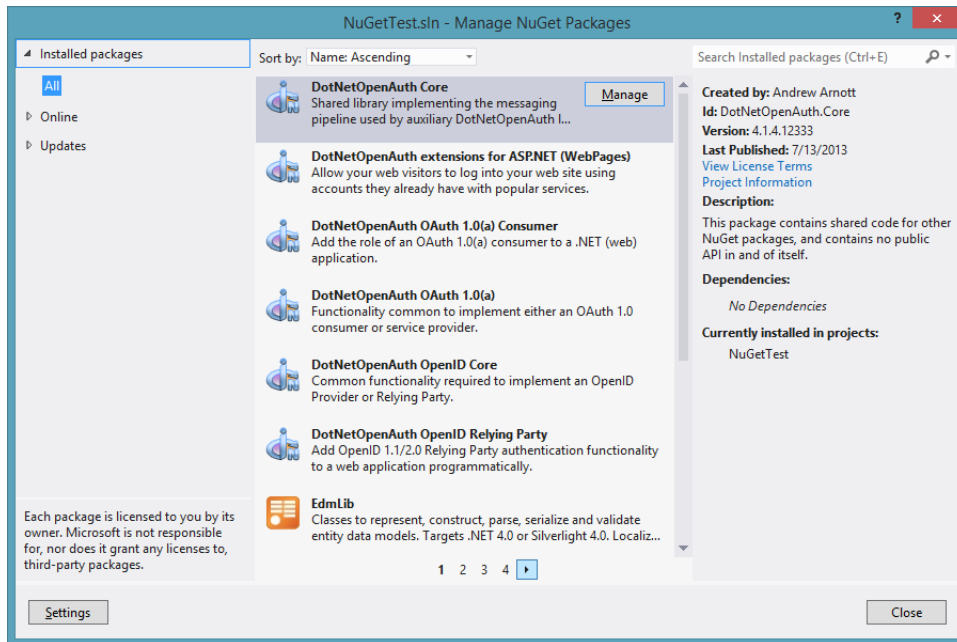 NuGetTest.sln - Manage NuGet Packages
?
Installed packages
All
Online
Updates
Each package is licensed to you by its
owner. Microsoft is not responsible
for, nor does it grant any licenses to,
third-party packages.
Sort by: Name: Ascending
DotNetOpenAuth Core
Shared library implementing the messaging
pipeline used by auxiliary DotNetOpenAuth l...
Manage
DotNetOpenAuth extensions for ASP.NET (WebPages)
Allow your web visitors to log into your web site using
accounts they already have with popular services.
DotNetOpenAuth OAuth 1.0(a) Consumer
Add the role of an OAuth 1.0(a) consumer to a .NET (web)
application.
DotNetOpenAuth OAuth 1.0(a)
Functionality common to implement either an OAuth 1.0
consumer or service provider.
DotNetOpenAuth OpenID Core
Common functionality required to implement an OpenID
Provider or Relying Party.
DotNetOpenAuth OpenID Relying Party
Add OpenID 1.1/2.0 Relying Party authentication functionality
to a web application programmatically.
EdmLib
Classes to represent, construct, parse, serialize and validate
entity data models. Targets .NET 4.0 or Silverlight 4.0. Localiz...
1 2 3 4
Search Installed packages (Ctrl+E)
Created by: Andrew Arnott
Id: DotNetOpenAuth.Core
Version: 4.1.4.12333
Last Published: 7/13/2013
View License Terms
Project Information
Description:
This package contains shared code for other
NuGet packages, and contains no public
API in and of itself.
Dependencies:
No Dependencies
Currently installed in projects:
NuGetTest
Settings
Close